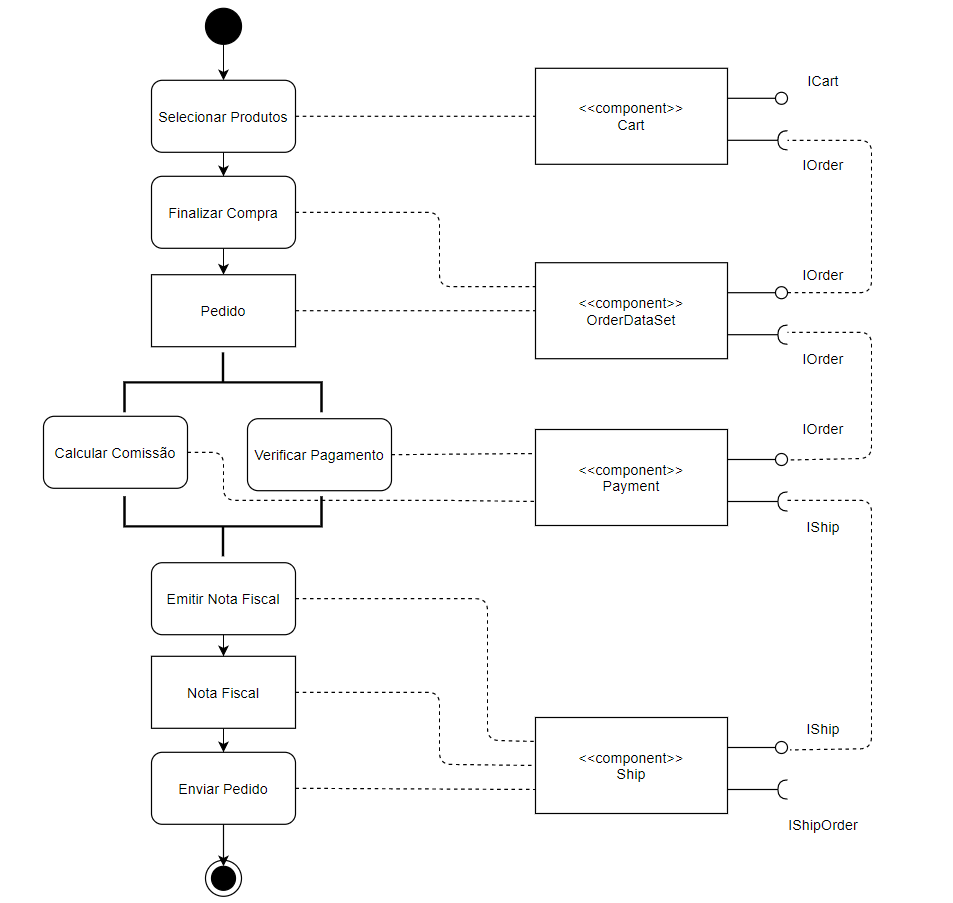 Selecionar Produtos
Finalizar Compra
Pedido
Calcular Comissão
Verificar Pagamento
Emitir Nota Fiscal
Nota Fiscal
Enviar Pedido
<<component>>
Cart
ICart
IOrder
<<component>>
OrderDataSet
IOrder
IOrder
<<component>>
Payment
IOrder
IShip
<<component>>
Ship
IShip
IShipOrder